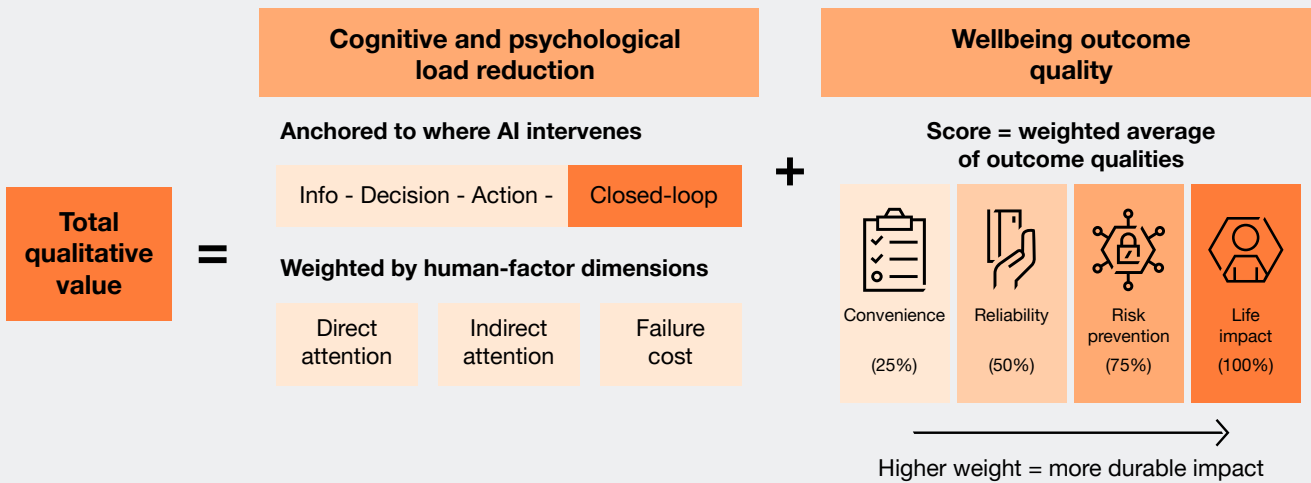 Total
qualitative
value
=
Cognitive and psychological
load reduction
Anchored to where AI intervenes
Info - Decision - Action -
Closed-loop
Weighted by human-factor dimensions
Direct
attention
Indirect
attention
Failure
cost
+
Wellbeing outcome
quality
Score = weighted average
of outcome qualities
Convenience
(25%)
Reliability
(50%)
Risk
prevention
(75%)
Life
impact
(100%)
Higher weight = more durable impact